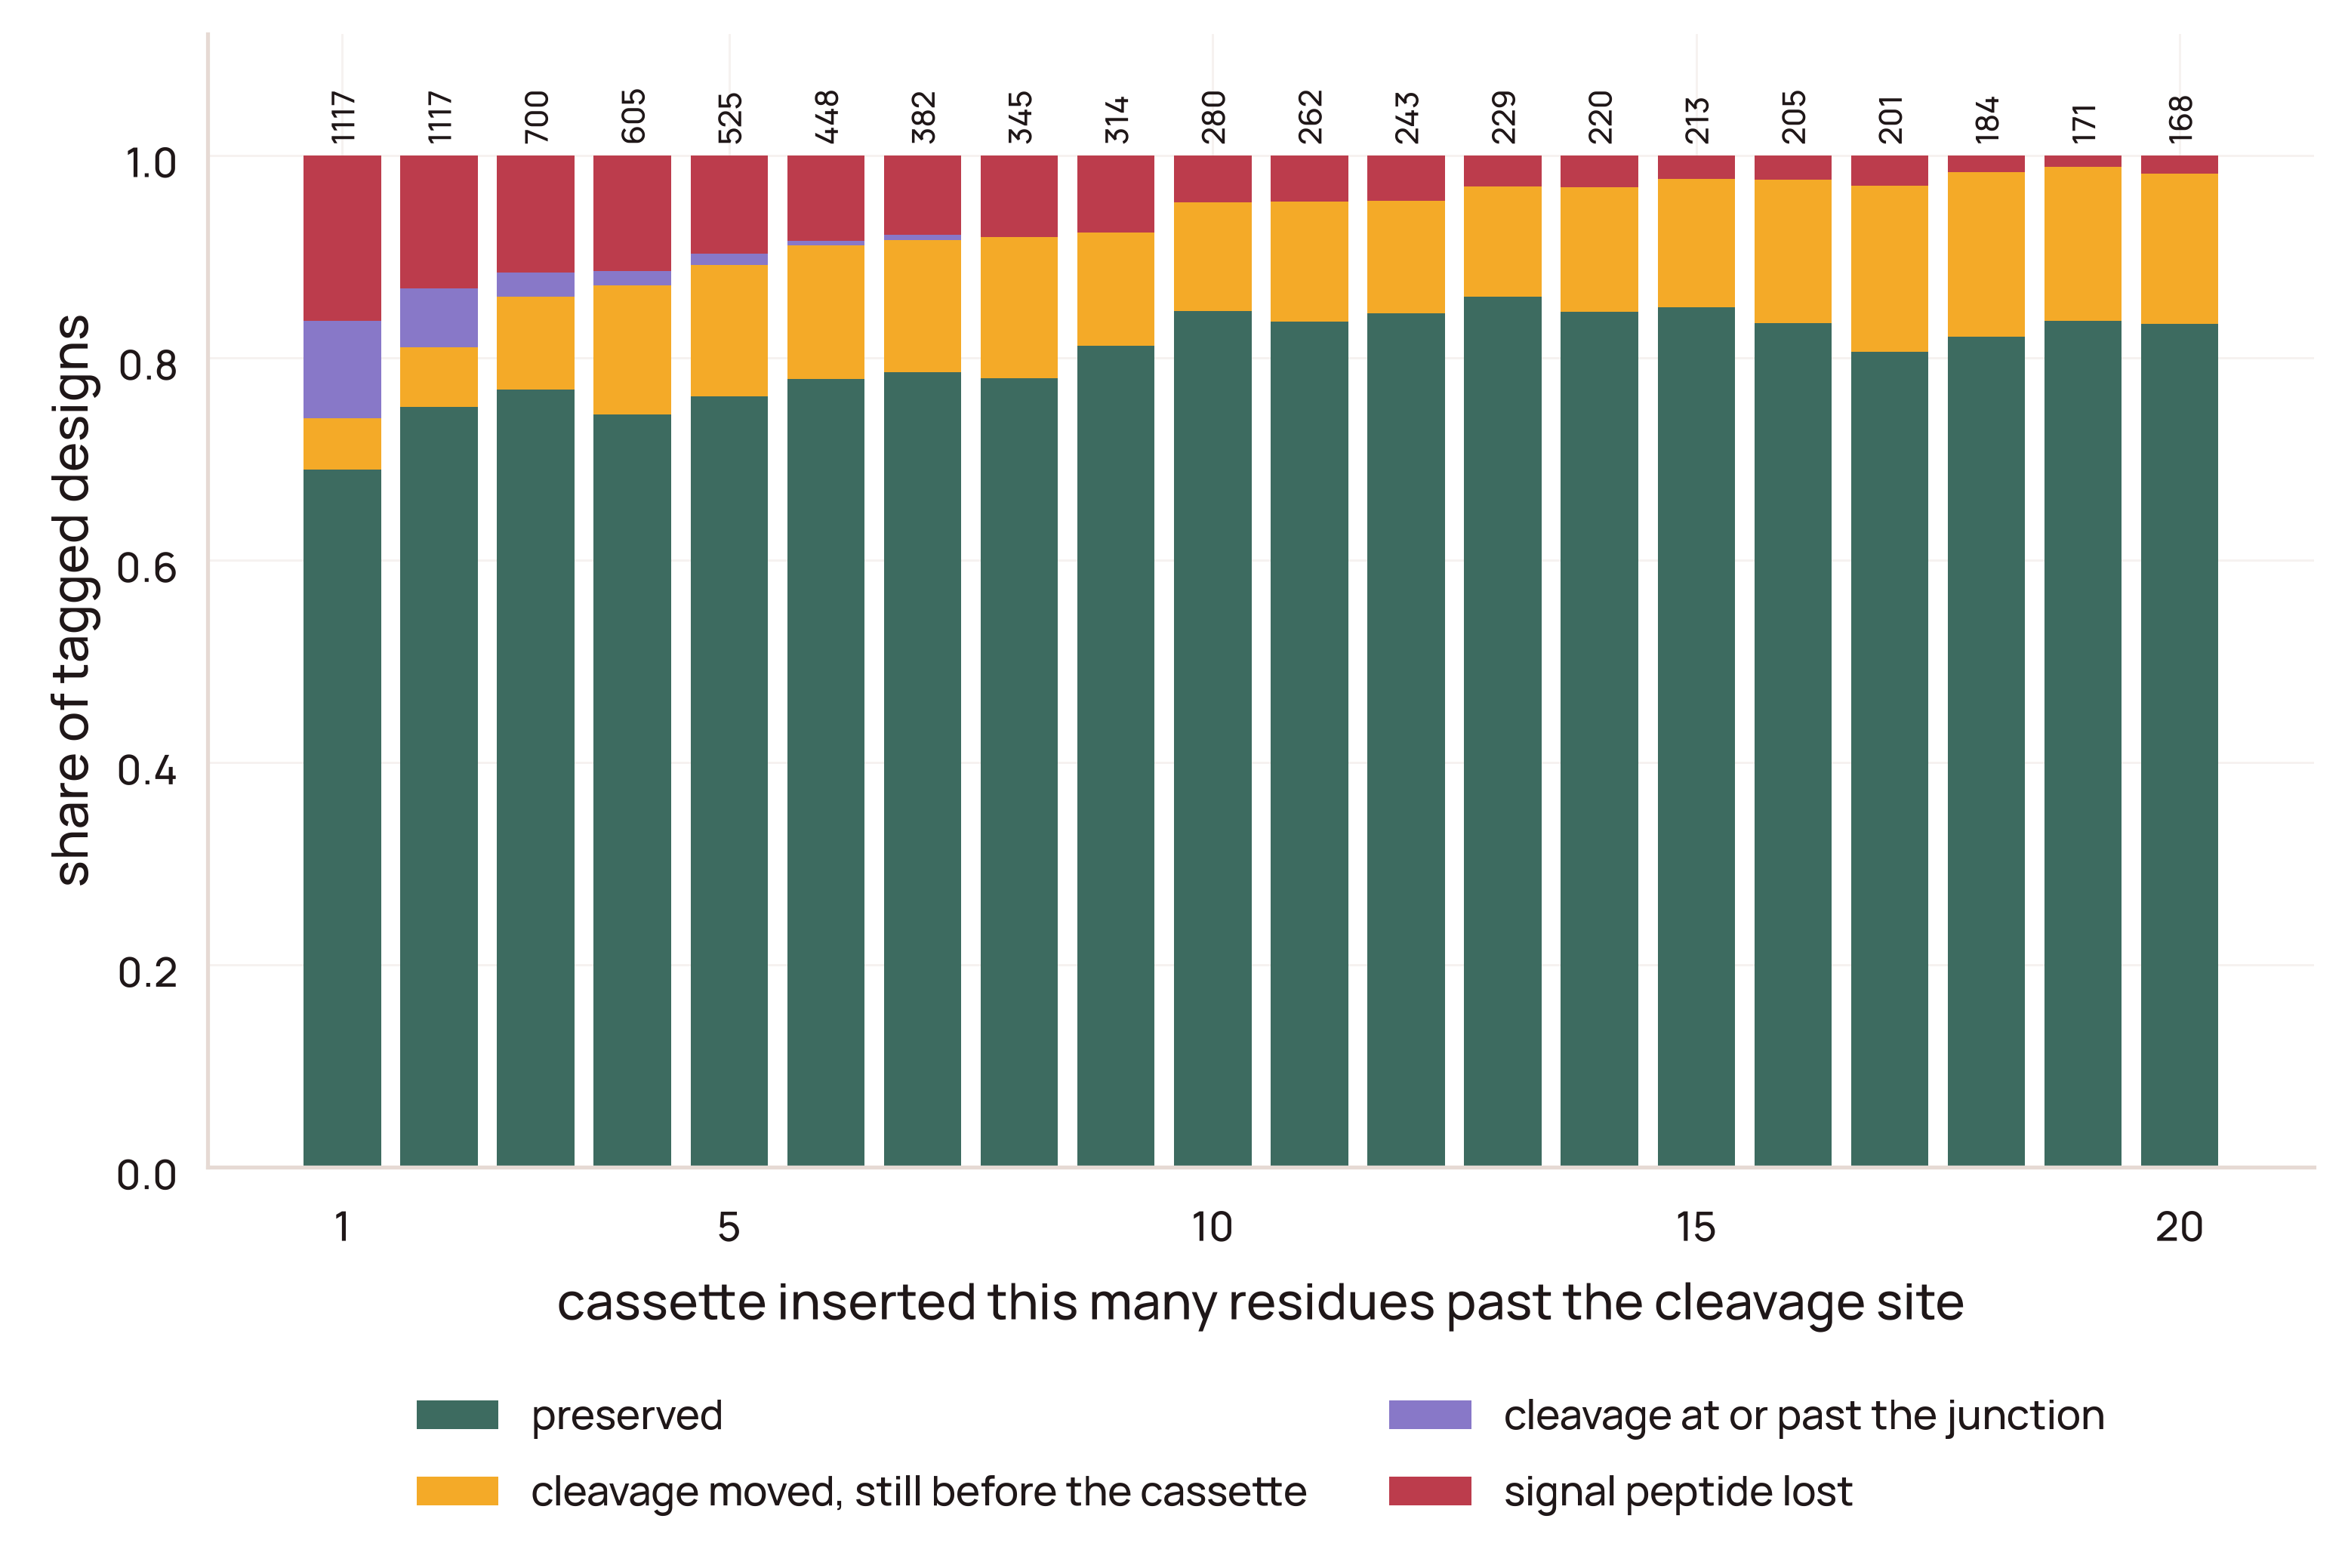 1117 1117 700 605 525 448 382 345 314 280 262 243 229 220 213 205 201 184 171 168
1.0
0.8
0.6
0.4
0.2
0.0
share of tagged designs
1 5 10 15 20
cassette inserted this many residues past the cleavage site
preserved
cleavage moved, still before the cassette
cleavage at or past the junction
signal peptide lost